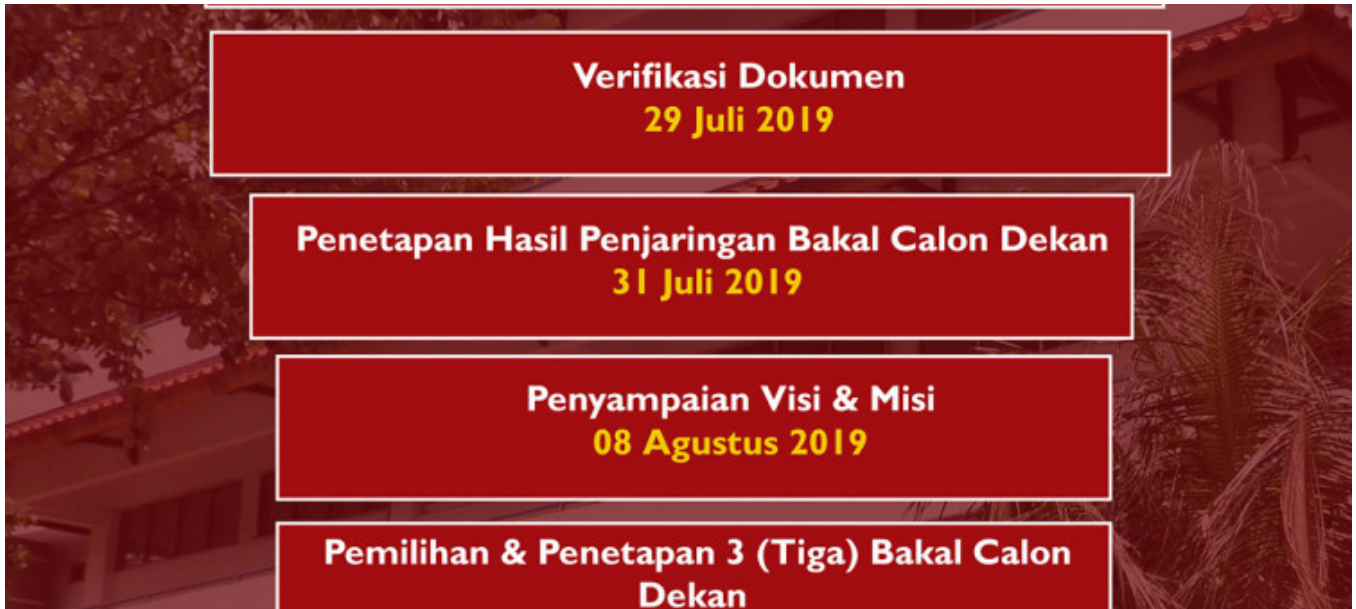 Verifikasi Dokumen
29 Juli 2019
Penetapan Hasil Penjaringan Bakal Calon Dekan
31 Juli 2019
Penyampaian Visi & Misi
08 Agustus 2019
Pemilihan & Penetapan 3 (Tiga) Bakal Calon
Dekan